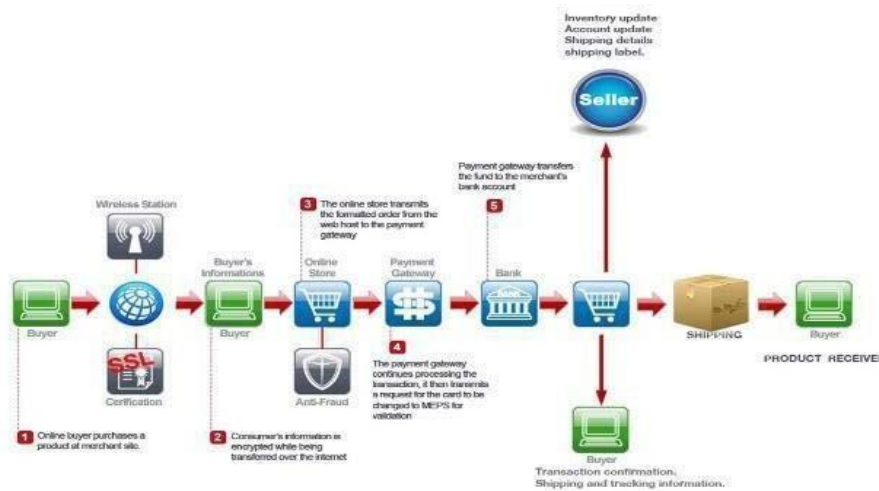 Inventory update
Account update
Shipping details
shipping label.
Seller
Payment gateway transfers
the fund to the merchant's
bank account
5
3
The online store transmits
the formatted order from the
web host to the payment
gateway
Wireless Station
Buyer's
Informations
Online
Store
Payment
Gateway
Bank
BANK
Buyer
Buyer
SHIPPING
Buyer
PRODUCT RECEIVE
SSL
Cerification
Anti-Fraud
4
The payment gateway
continues processing the
transaction, it then transmits
a request for the card to be
changed to MEPS for
validation
1
Online buyer purchases a
product at merchant site.
2
Consumer's information is
encrypted while being
transferred over the internet
Buyer
Transaction confirmation.
Shipping and tracking information.